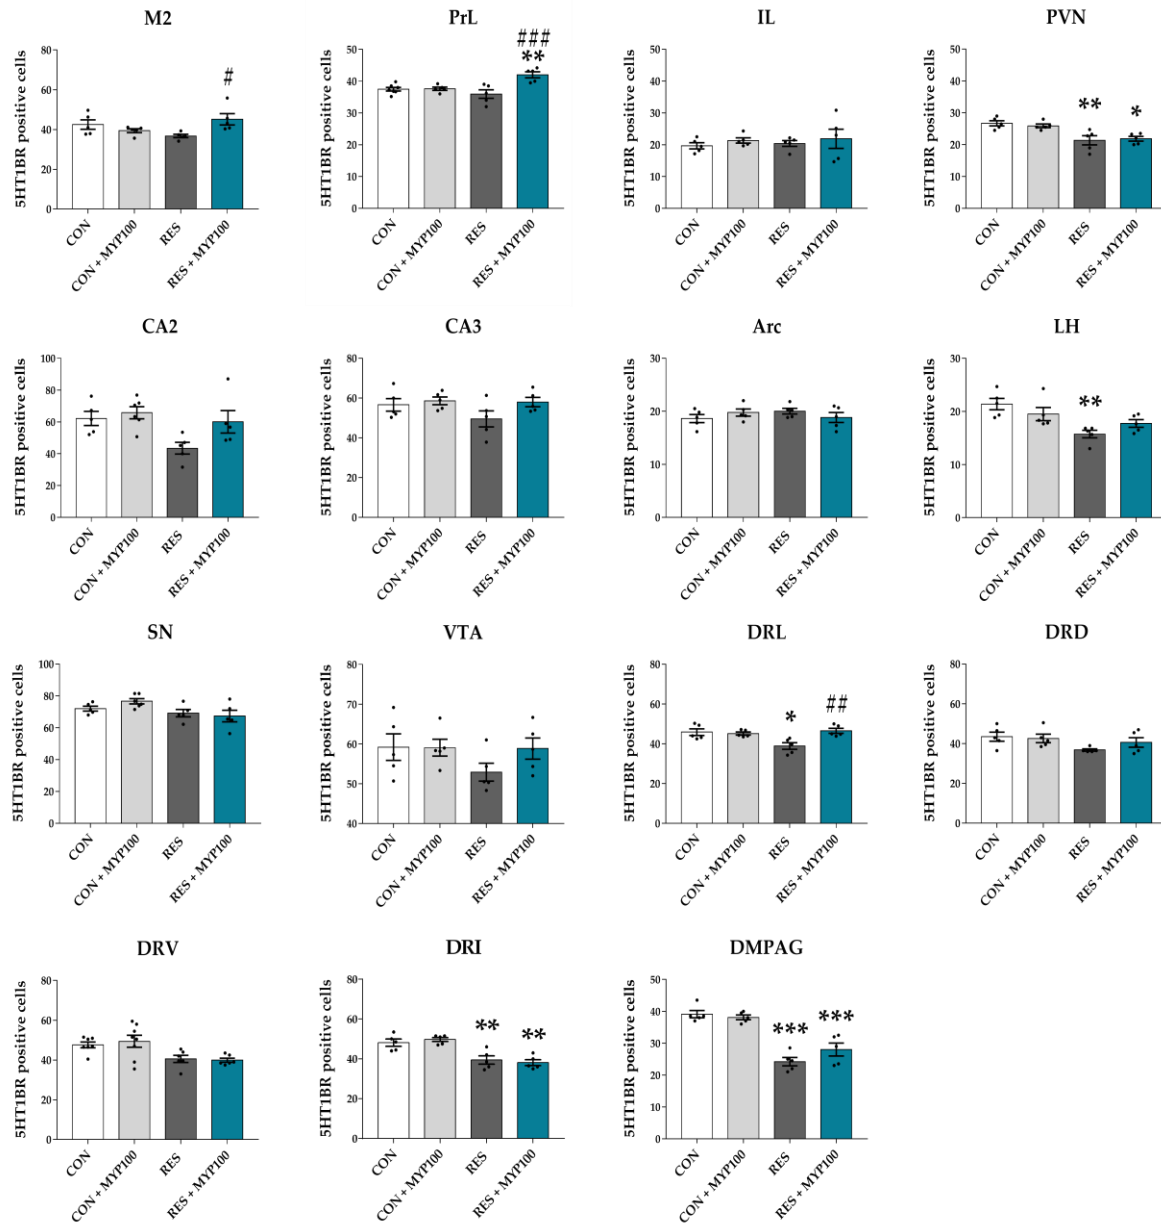 M2
#
5HT1BR positive cells
80
60
40
20
0
CON
CON + MYP100
RES
RES + MYP100
PrL
###
**
5HT1BR positive cells
50
40
30
20
10
0
CON
CON + MYP100
RES
RES + MYP100
IL
5HT1BR positive cells
50
40
30
20
10
0
CON
CON + MYP100
RES
RES + MYP100
PVN
**
*
5HT1BR positive cells
50
40
30
20
10
0
CON
CON + MYP100
RES
RES + MYP100
CA2
5HT1BR positive cells
100
80
60
40
20
0
CON
CON + MYP100
RES
RES + MYP100
CA3
5HT1BR positive cells
80
60
40
20
0
CON
CON + MYP100
RES
RES + MYP100
Arc
5HT1BR positive cells
30
20
10
0
CON
CON + MYP100
RES
RES + MYP100
LH
**
5HT1BR positive cells
30
20
10
0
CON
CON + MYP100
RES
RES + MYP100
SN
5HT1BR positive cells
100
80
60
40
20
0
CON
CON + MYP100
RES
RES + MYP100
VTA
5HT1BR positive cells
80
70
60
50
40
CON
CON + MYP100
RES
RES + MYP100
DRL
*
##
5HT1BR positive cells
80
60
40
20
0
CON
CON + MYP100
RES
RES + MYP100
DRD
5HT1BR positive cells
80
60
40
20
0
CON
CON + MYP100
RES
RES + MYP100
DRV
5HT1BR positive cells
80
60
40
20
0
CON
CON + MYP100
RES
RES + MYP100
DRI
**
**
5HT1BR positive cells
80
60
40
20
0
CON
CON + MYP100
RES
RES + MYP100
DMPAG
***
***
5HT1BR positive cells
50
40
30
20
10
0
CON
CON + MYP100
RES
RES + MYP100